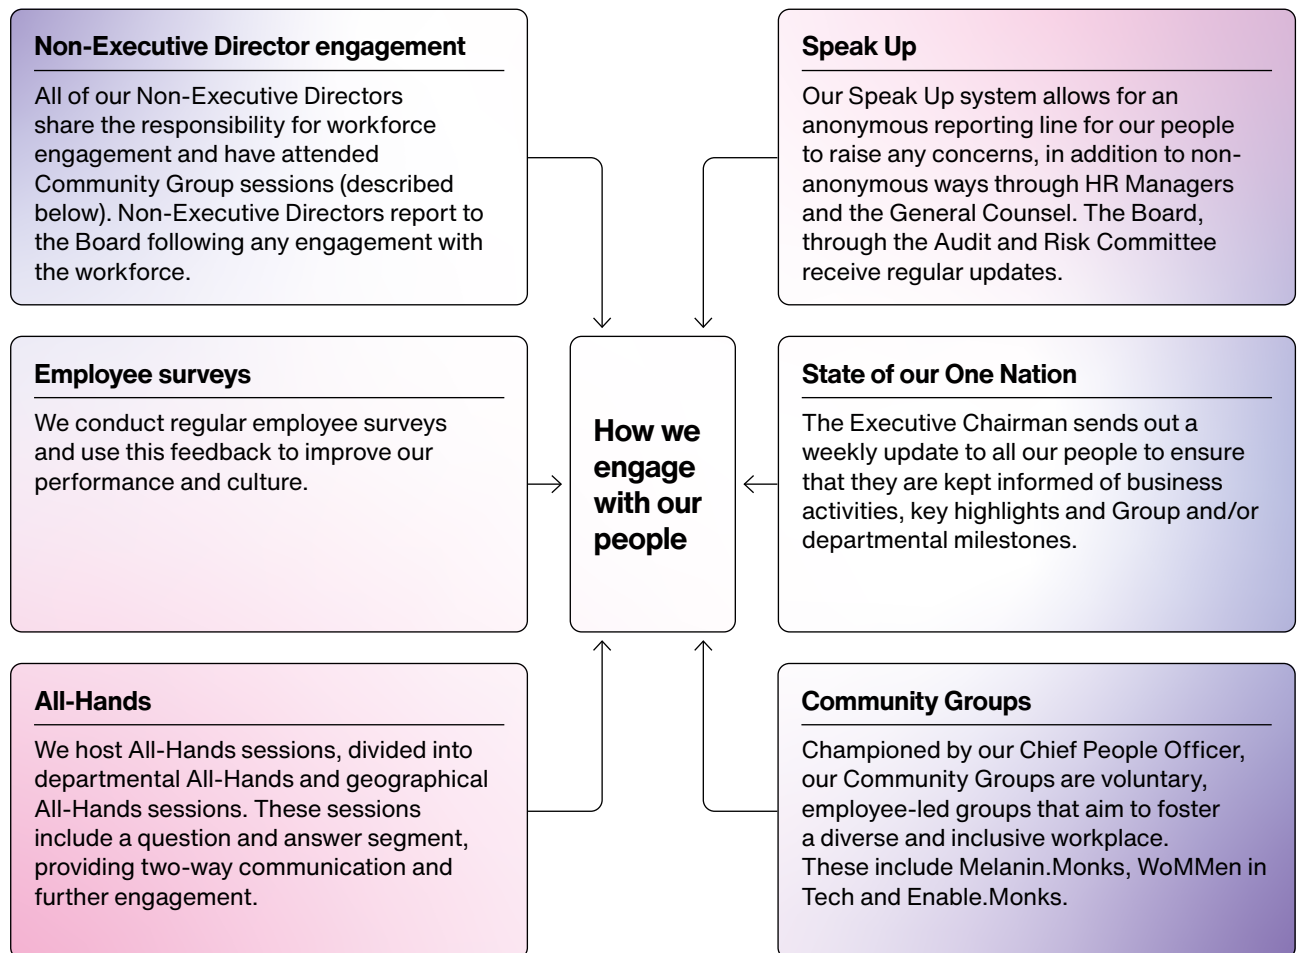 Non-Executive Director engagement
All of our Non-Executive Directors
share the responsibility for workforce
engagement and have attended
Community Group sessions (described
below). Non-Executive Directors report to
the Board following any engagement with
the workforce.
Speak Up
Our Speak Up system allows for an
anonymous reporting line for our people
to raise any concerns, in addition to non-
anonymous ways through HR Managers
and the General Counsel. The Board,
through the Audit and Risk Committee
receive regular updates.
Employee surveys
We conduct regular employee surveys
and use this feedback to improve our
performance and culture.
How we
engage
with our
people
State of our One Nation
The Executive Chairman sends out a
weekly update to all our people to ensure
that they are kept informed of business
activities, key highlights and Group and/or
departmental milestones.
All-Hands
We host All-Hands sessions, divided into
departmental All-Hands and geographical
All-Hands sessions. These sessions
include a question and answer segment,
providing two-way communication and
further engagement.
Community Groups
Championed by our Chief People Officer,
our Community Groups are voluntary,
employee-led groups that aim to foster
a diverse and inclusive workplace.
These include Melanin.Monks, WoMMen in
Tech and Enable.Monks.